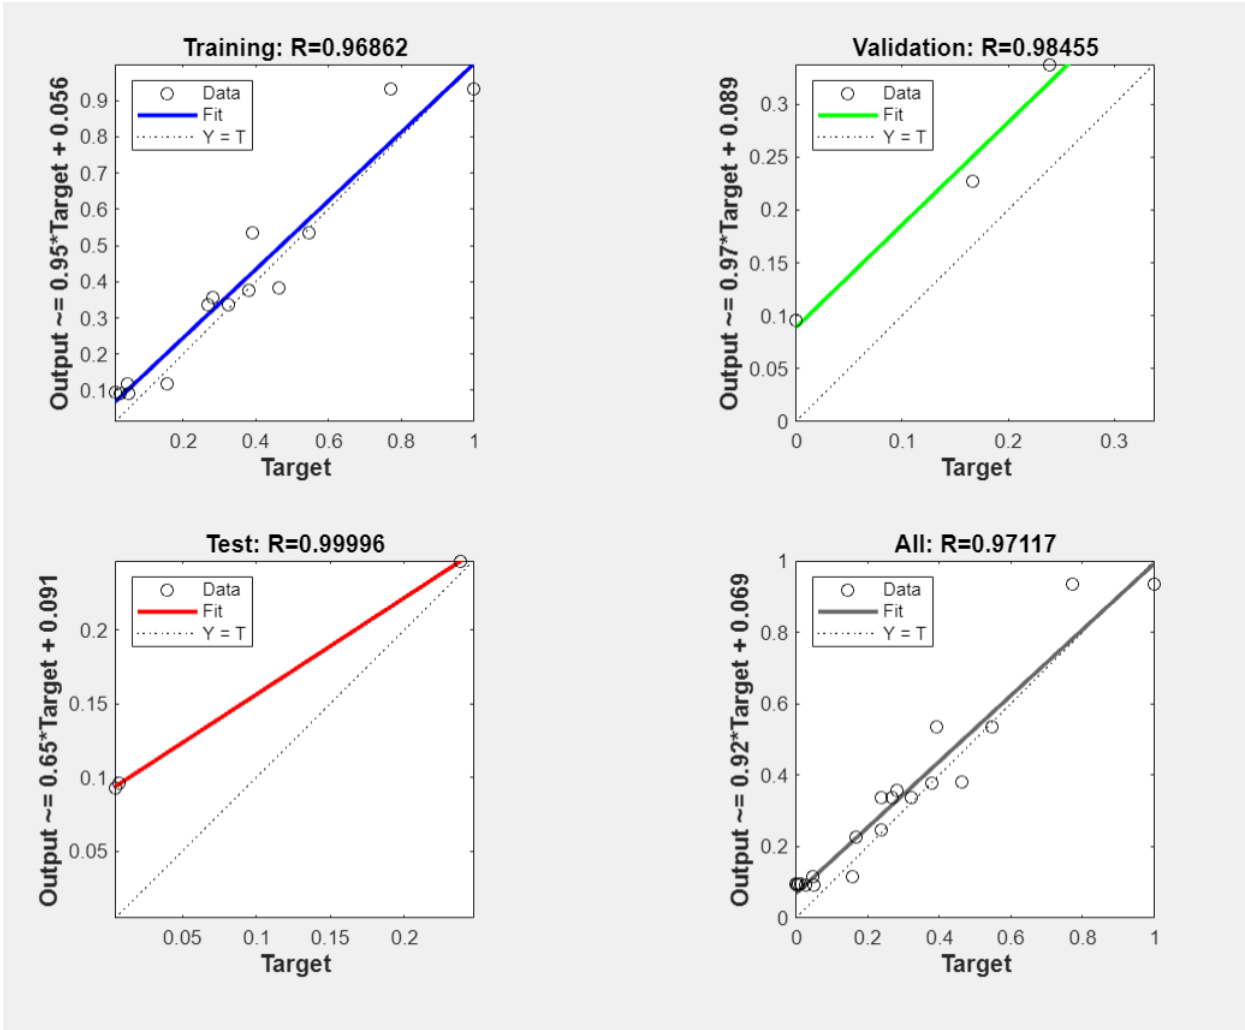 Training: R=0.96862
Output ~= 0.95*Target + 0.056
0.9
0.8
0.7
0.6
0.5
0.4
0.3
0.2
0.1
Data
Fit
Y = T
0.2 0.4 0.6 0.8 1
Target
Validation: R=0.98455
Output ~= 0.97*Target + 0.089
0.3
0.25
0.2
0.15
0.1
0.05
0
Data
Fit
Y = T
0 0.1 0.2 0.3
Target
Test: R=0.99996
Output ~= 0.65*Target + 0.091
0.2
0.15
0.1
0.05
Data
Fit
Y = T
0.05 0.1 0.15 0.2
Target
All: R=0.97117
Output ~= 0.92*Target + 0.069
1
0.8
0.6
0.4
0.2
0
Data
Fit
Y = T
0 0.2 0.4 0.6 0.8 1
Target